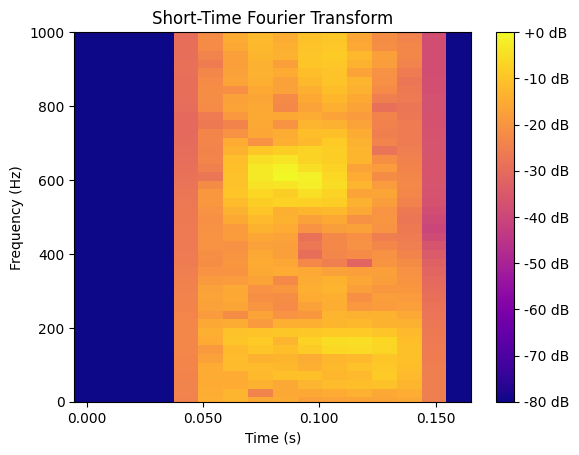 Short-Time Fourier Transform
1000
800
600
400
200
0
Frequency (Hz)
0.000
0.050
0.100
0.150
Time (s)
+0 dB
-10 dB
-20 dB
-30 dB
-40 dB
-50 dB
-60 dB
-70 dB
-80 dB